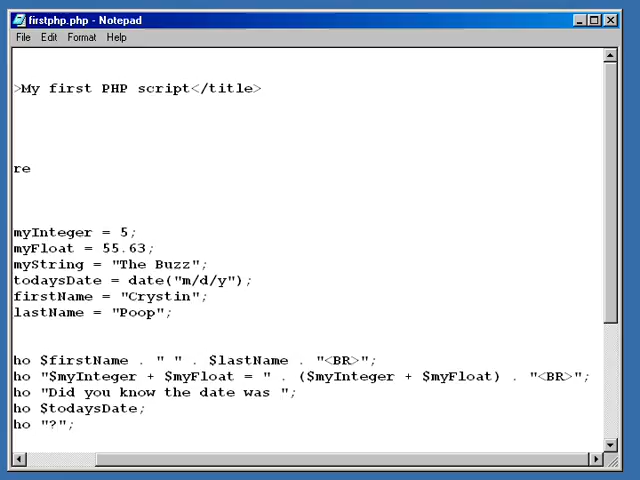 firstphp.php - Notepad
File Edit Format Help
>My first PHP script</title>
re
myInteger = 5;
myFloat = 55.63;
myString = "The Buzz";
todaysDate = date("m/d/y");
firstName = "Crystin";
lastName = "Poop";
ho $firstName . " " . $lastName . "<BR>";
ho "$myInteger + $myFloat = " . ($myInteger + $myFloat) . "<BR>";
ho "Did you know the date was ";
ho $todaysDate;
ho "?";